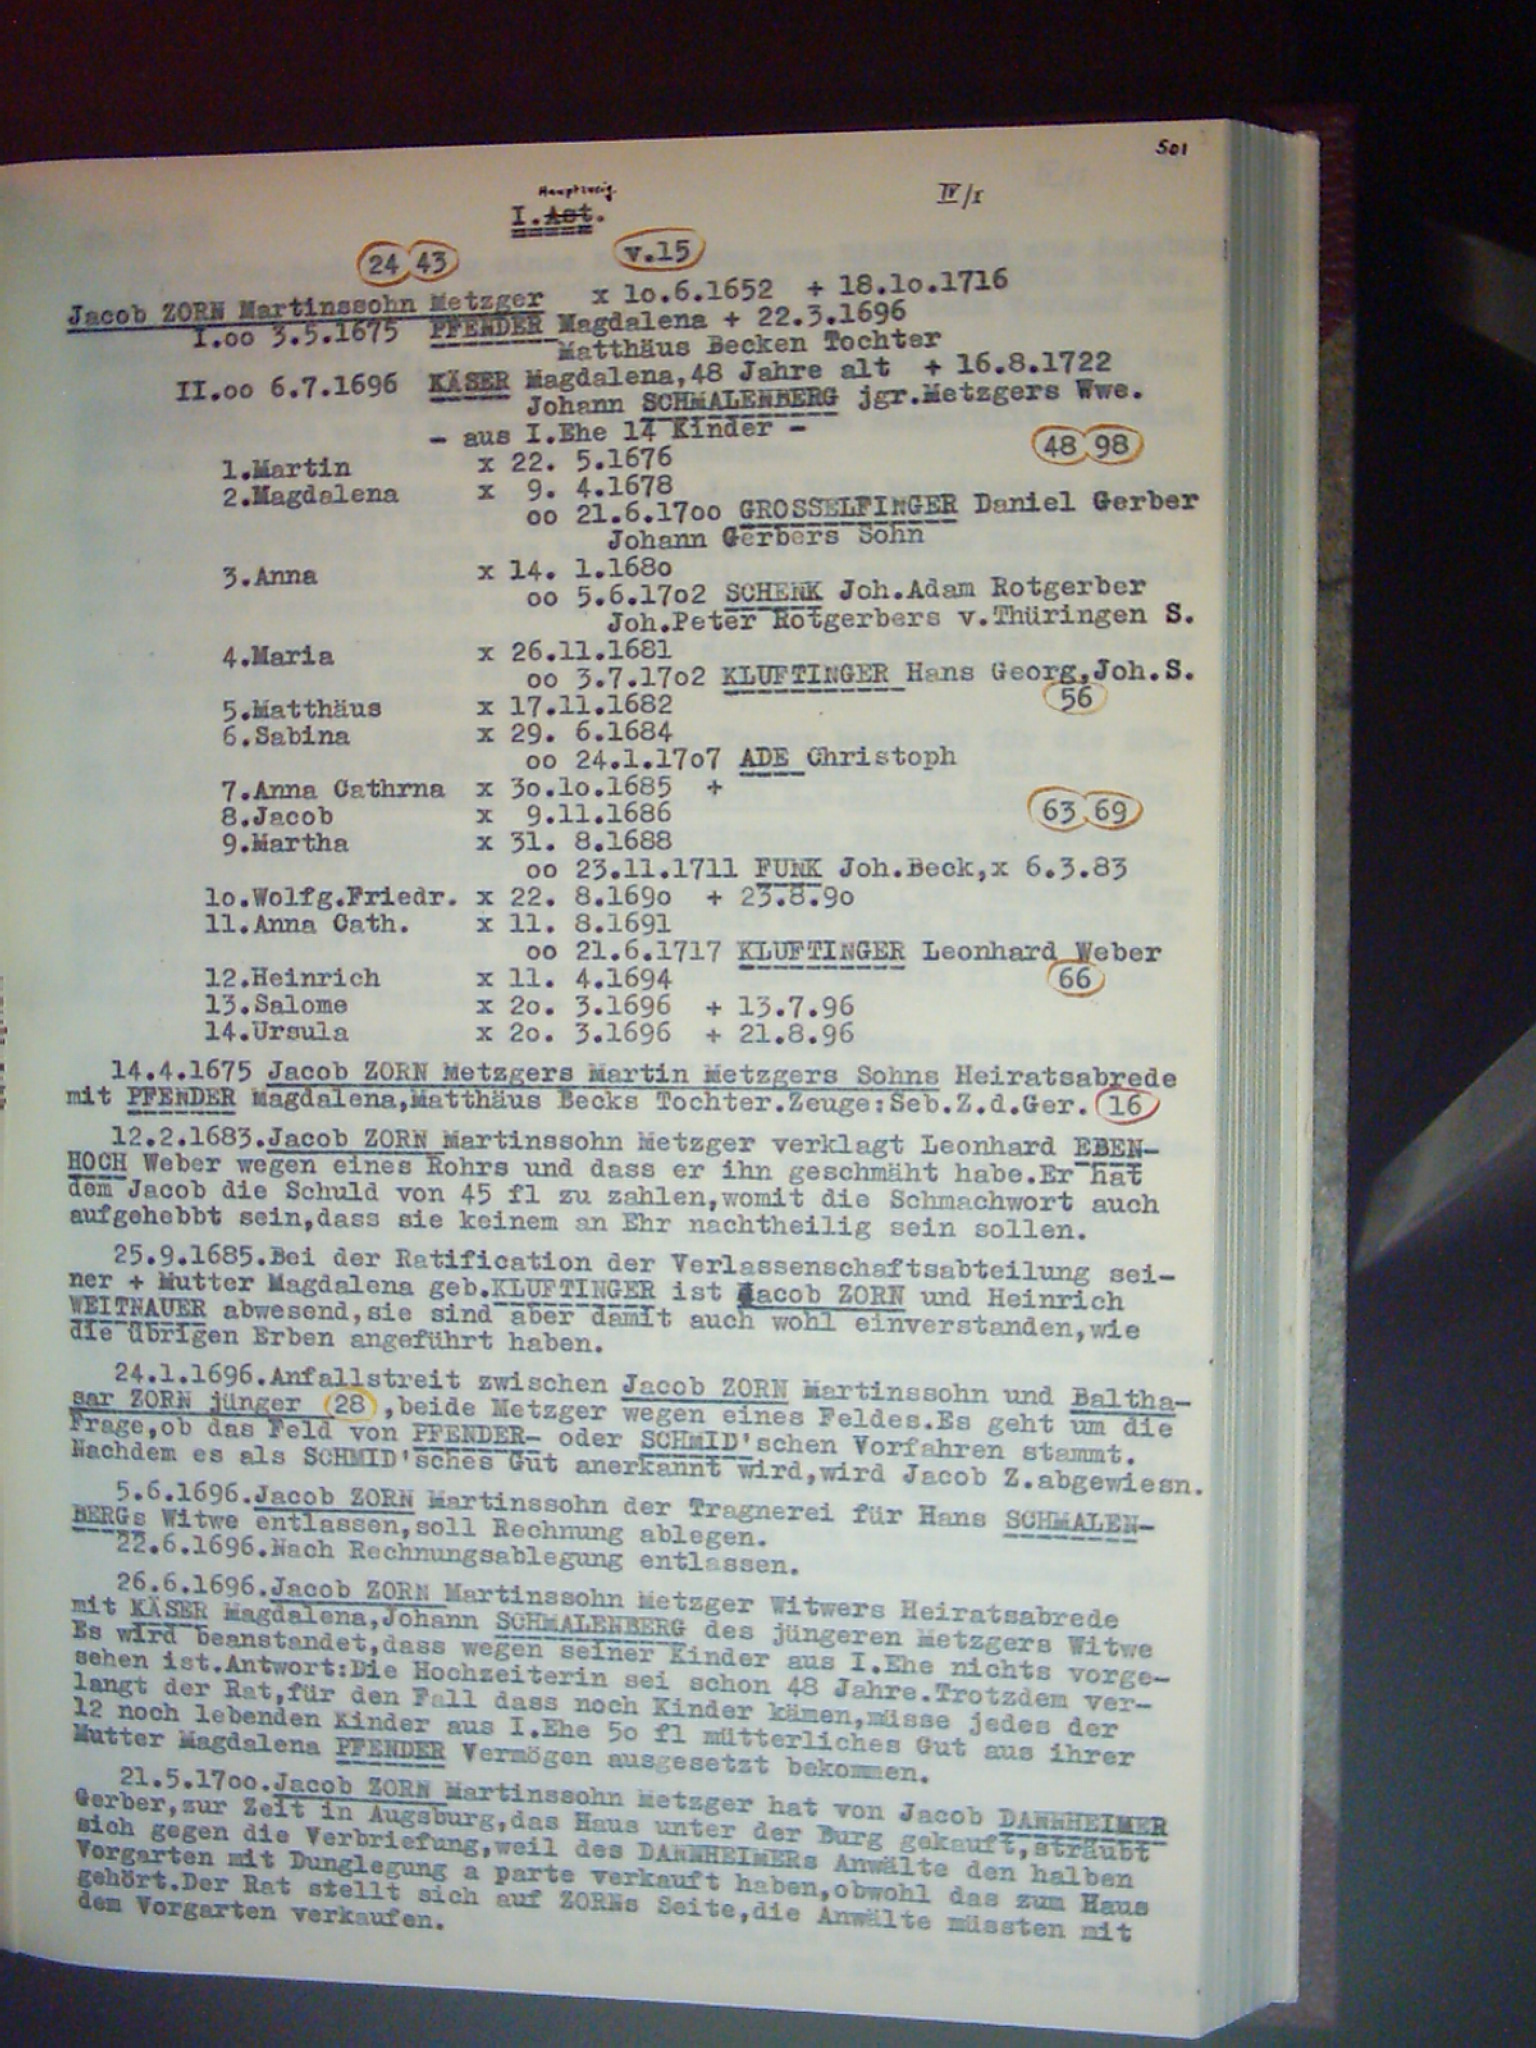 501
Hauptzweig.
IV/I
I.Ast.
24 43 v.15
Jacob ZORN Martinssohn Metzger x 1o.6.1652 + 18.1o.1716
I.oo 3.5.1675 PFENDER Magdalena + 22.3.1696
Matthäus Becken Tochter
II.oo 6.7.1696 KÄSER Magdalena,48 Jahre alt + 16.8.1722
Johann SCHMALENBERG jgr.Metzgers Wwe.
- aus I.Ehe 14 Kinder -
1.Martin x 22. 5.1676 48 98
2.Magdalena x 9. 4.1678
oo 21.6.17oo GROSSELFINGER Daniel Gerber
Johann Gerbers Sohn
3.Anna x 14. 1.168o
oo 5.6.17o2 SCHENK Joh.Adam Rotgerber
Joh.Peter Rotgerbers v.Thüringen S.
4.Maria x 26.11.1681
oo 3.7.17o2 KLUFTINGER Hans Georg,Joh.S.
5.Matthäus x 17.11.1682 56
6.Sabina x 29. 6.1684
oo 24.1.17o7 ADE Christoph
7.Anna Cathrna x 3o.1o.1685 +
8.Jacob x 9.11.1686 63 69
9.Martha x 31. 8.1688
oo 23.11.1711 FUNK Joh.Beck,x 6.3.83
1o.Wolfg.Friedr. x 22. 8.169o + 23.8.9o
11.Anna Cath. x 11. 8.1691
oo 21.6.1717 KLUFTINGER Leonhard Weber
12.Heinrich x 11. 4.1694 66
13.Salome x 2o. 3.1696 + 13.7.96
14.Ursula x 2o. 3.1696 + 21.8.96
14.4.1675 Jacob ZORN Metzgers Martin Metzgers Sohns Heiratsabrede
mit PFENDER Magdalena,Matthäus Becks Tochter.Zeuge:Seb.Z.d.Ger. 16
12.2.1683.Jacob ZORN Martinssohn Metzger verklagt Leonhard EBEN-
HOCH Weber wegen eines Rohrs und dass er ihn geschmäht habe.Er hat
dem Jacob die Schuld von 45 fl zu zahlen,womit die Schmachwort auch
aufgehebbt sein,dass sie keinem an Ehr nachtheilig sein sollen.
25.9.1685.Bei der Ratification der Verlassenschaftsabteilung sei-
ner + Mutter Magdalena geb.KLUFTINGER ist Jacob ZORN und Heinrich
WEITNAUER abwesend,sie sind aber damit auch wohl einverstanden,wie
die übrigen Erben angeführt haben.
24.1.1696.Anfallstreit zwischen Jacob ZORN Martinssohn und Baltha-
sar ZORN jünger 28 ,beide Metzger wegen eines Feldes.Es geht um die
Frage,ob das Feld von PFENDER- oder SCHMID'schen Vorfahren stammt.
Nachdem es als SCHMID'sches Gut anerkannt wird,wird Jacob Z.abgewiesn.
5.6.1696.Jacob ZORN Martinssohn der Tragnerei für Hans SCHMALEN-
BERGs Witwe entlassen,soll Rechnung ablegen.
22.6.1696.Nach Rechnungsablegung entlassen.
26.6.1696.Jacob ZORN Martinssohn Metzger Witwers Heiratsabrede
mit KÄSER Magdalena,Johann SCHMALENBERG des jüngeren Metzgers Witwe
Es wird beanstandet,dass wegen seiner Kinder aus I.Ehe nichts vorge-
sehen ist.Antwort:Die Hochzeiterin sei schon 48 Jahre.Trotzdem ver-
langt der Rat,für den Fall dass noch Kinder kämen,müsse jedes der
12 noch lebenden Kinder aus I.Ehe 5o fl mütterliches Gut aus ihrer
Mutter Magdalena PFENDER Vermögen ausgesetzt bekommen.
21.5.17oo.Jacob ZORN Martinssohn Metzger hat von Jacob DANNHEIMER
Gerber,zur Zeit in Augsburg,das Haus unter der Burg gekauft,sträubt
sich gegen die Verbriefung,weil des DANNHEIMERs Anwälte den halben
Vorgarten mit Dunglegung a parte verkauft haben,obwohl das zum Haus
gehört.Der Rat stellt sich auf ZORNs Seite,die Anwälte müssten mit
dem Vorgarten verkaufen.